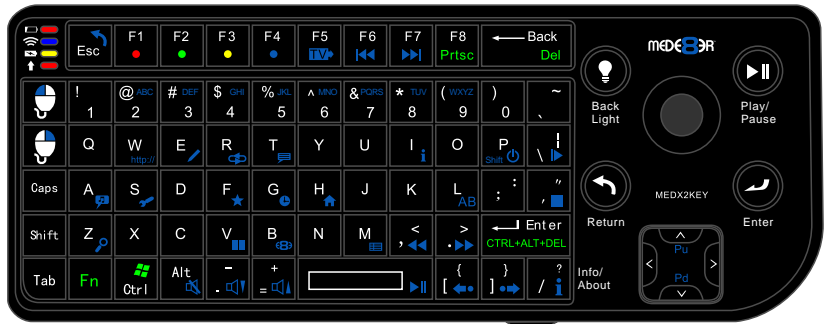 Esc F1 F2 F3 F4 F5 F6 F7 F8 Back
TV Prtsc Del
MEDE8ER
! @ ABC # DEF $ GHI % JKL ^ MNO & PQRS * TUV ( WXYZ ) ~
1 2 3 4 5 6 7 8 9 0 `
Back Light
Play/ Pause
Q W E R T Y U I O P \ ¦
http:// i Shift
Caps A S D F G H J K L ; : , "
AB
MEDX2KEY
Return
Enter
Shift Z X C V B N M , < . > Enter
CTRL+ALT+DEL
Tab Fn Ctrl Alt - - + = [ { ] } / ?
i
Info/
About
Pu
Pd